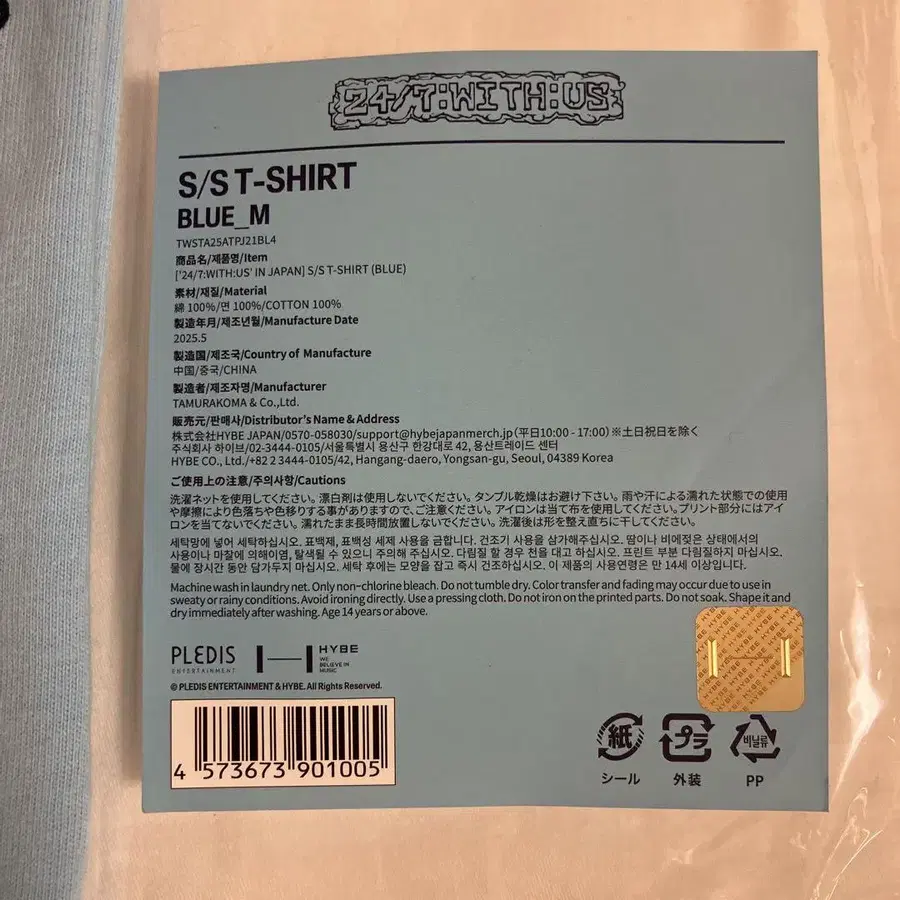 24/7:WITH:US
S/S T-SHIRT
BLUE_M
TWSTA25ATPJ21BL4
商品名/제품명/Item
['24/7:WITH:US' IN JAPAN] S/S T-SHIRT (BLUE)
素材/재질/Material
綿 100%/면 100%/COTTON 100%
製造年月/제조년월/Manufacture Date
2025.5
製造国/제조국/Country of Manufacture
中国/중국/CHINA
製造者/제조자명/Manufacturer
TAMURAKOMA & Co.,Ltd.
販売元/판매사/Distributor's Name & Address
株式会社HYBE JAPAN/0570-058030/support@hybejapanmerch.jp (平日10:00 - 17:00) ※土日祝日を除く
주식회사 하이브/02-3444-0105/서울특별시 용산구 한강대로 42, 용산트레이드 센터
HYBE CO., Ltd./+82 2 3444-0105/42, Hangang-daero, Yongsan-gu, Seoul, 04389 Korea
ご使用上の注意/주의사항/Cautions
洗濯ネットを使用してください。漂白剤は使用しないでください。タンブル乾燥はお避け下さい。雨や汗による濡れた状態での使用
や摩擦により色落ちや色移りする事がありますので、ご注意ください。アイロンは当て布を使用してください。プリント部分にはアイ
ロンを当てないでください。濡れたまま長時間放置しないでください。洗濯後は形を整え直ちに干してください。
세탁망에 넣어 세탁하십시오. 표백제, 표백성 세제 사용을 금합니다. 건조기 사용을 삼가해주십시오. 땀이나 비에젖은 상태에서의
사용이나 마찰에 의해이염, 탈색될 수 있으니 주의해 주십시오. 다림질 할 경우 천을 대고 하십시오. 프린트 부분 다림질하지 마십시오.
물에 장시간 동안 담가두지 마십시오. 세탁 후에는 모양을 잡고 즉시 건조하십시오. 이 제품의 사용연령은 만 14세 이상입니다.
Machine wash in laundry net. Only non-chlorine bleach. Do not tumble dry. Color transfer and fading may occur due to use in
sweaty or rainy conditions. Avoid ironing directly. Use a pressing cloth. Do not iron on the printed parts. Do not soak. Shape it and
dry immediately after washing. Age 14 years or above.
PLEDIS
ENTERTAINMENT
HYBE
WE
BELIEVE IN
MUSIC
© PLEDIS ENTERTAINMENT & HYBE. All Rights Reserved.
4 573673 901005
紙
シール
プラ
外装
비닐류
PP